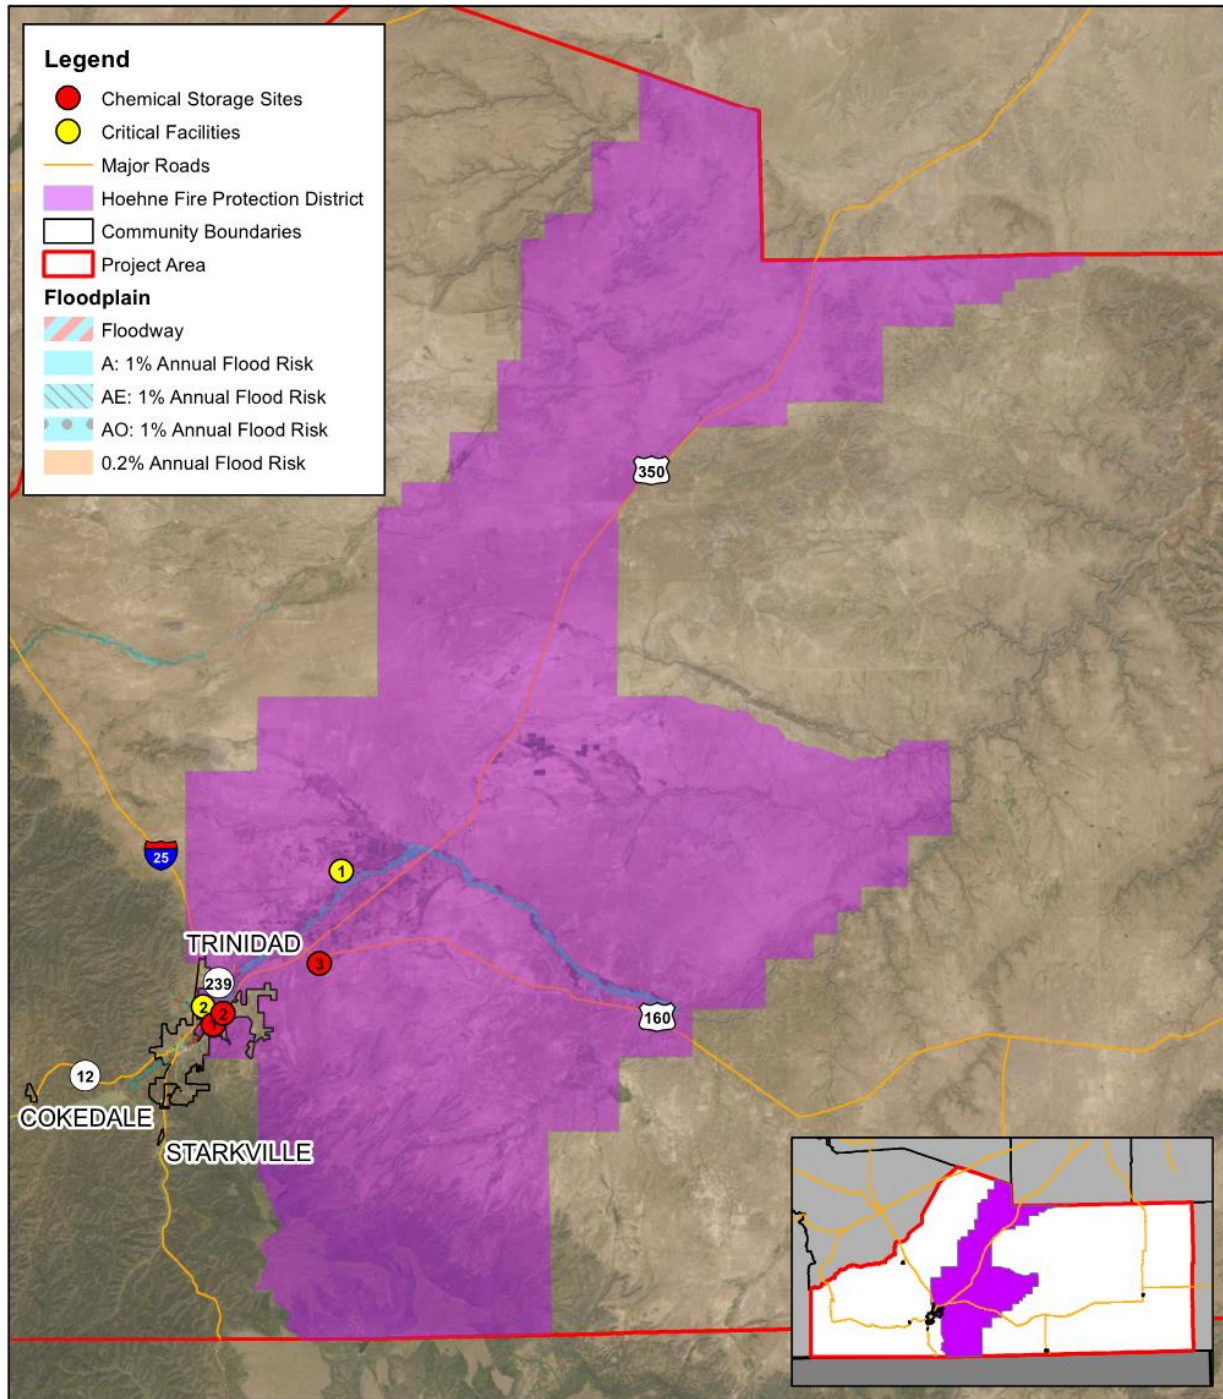 Legend
Chemical Storage Sites
Critical Facilities
Major Roads
Hoehne Fire Protection District
Community Boundaries
Project Area
Floodplain
Floodway
A: 1% Annual Flood Risk
AE: 1% Annual Flood Risk
AO: 1% Annual Flood Risk
0.2% Annual Flood Risk
350
25
1
TRINIDAD
3
239
2
2
1
160
12
COKEDALE
STARKVILLE